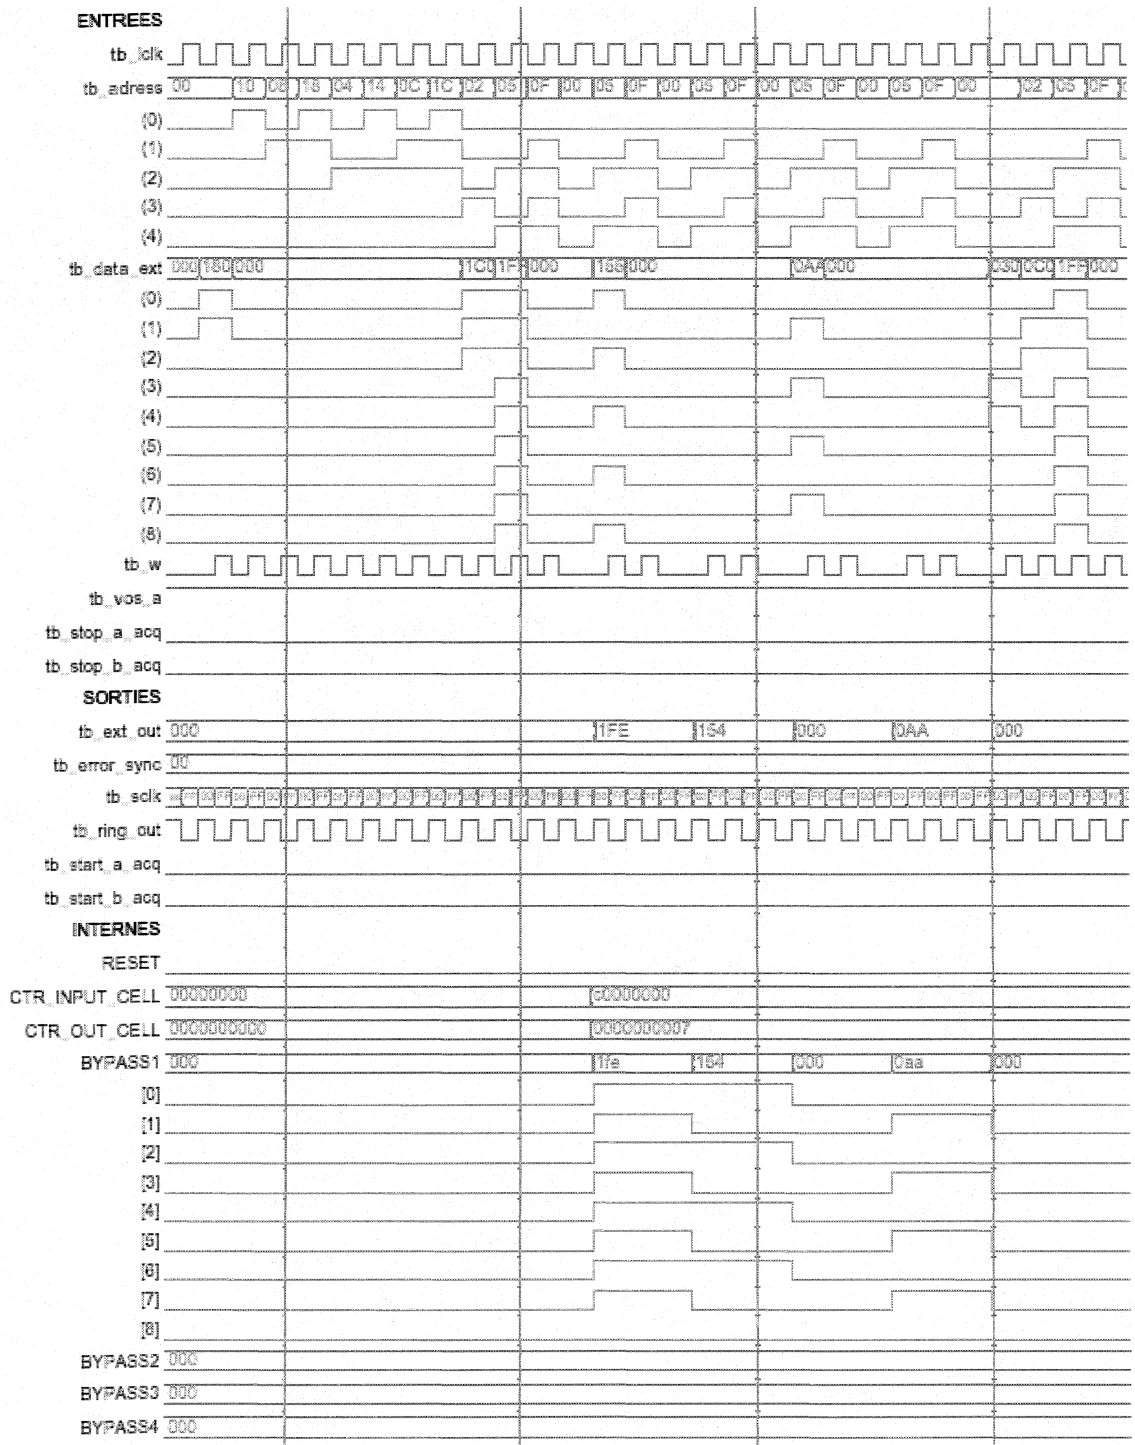 ENTREES
tb_lclk
tb_adress 00 10 08 18 04 14 0C 1C 02 05 0F 00 05 0F 00 05 0F 00 05 0F 00 05 0F 00 02 05 0F
(0)
(1)
(2)
(3)
(4)
tb_data_ext 000 180 000 1C0 1FF 000 155 000 0AA 000 030 0C0 1FF 000
(0)
(1)
(2)
(3)
(4)
(5)
(6)
(7)
(8)
tb_w
tb_vos_a
tb_stop_a_acq
tb_stop_b_acq
SORTIES
tb_ext_out 000 1FE 154 000 0AA 000
tb_error_sync 00
tb_sclk
tb_ring_out
tb_start_a_acq
tb_start_b_acq
INTERNES
RESET
CTR_INPUT_CELL 00000000 c0000000
CTR_OUT_CELL 0000000000 0000000007
BYPASS1 000 1fe 154 000 0aa 000
[0]
[1]
[2]
[3]
[4]
[5]
[6]
[7]
[8]
BYPASS2 000
BYPASS3 000
BYPASS4 000